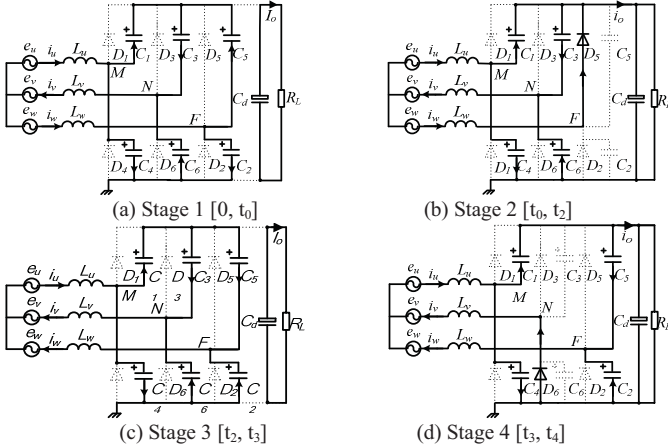 I_o
e_u i_u L_u D_1 C_1 D_3 C_3 D_5 C_5
M
e_v i_v L_v N C_d R_L
e_w i_w L_w F
D_4 C_4 D_6 C_6 D_2 C_2
(a) Stage 1 [0, t_0]
i_o
e_u i_u L_u D_1 C_1 D_3 C_3 D_5 C_5
M
e_v i_v L_v N C_d
e_w i_w L_w F
D_4 C_4 D_6 C_6 D_2 C_2
(b) Stage 2 [t_0, t_2]
I_o
e_u i_u L_u D_1 C 1 D 3 C_3 D_5 C_5
M
e_v i_v L_v N C_d R_L
e_w i_w L_w F
C 4 D_6 C 6 D_2 C 2
(c) Stage 3 [t_2, t_3]
i_o
e_u i_u L_u D_1 C_1 D_3 C_3 D_5 C_5
M
e_v i_v L_v N C_d
e_w i_w L_w F
C_4 D_6 C_6 D_2 C_2
(d) Stage 4 [t_3, t_4]